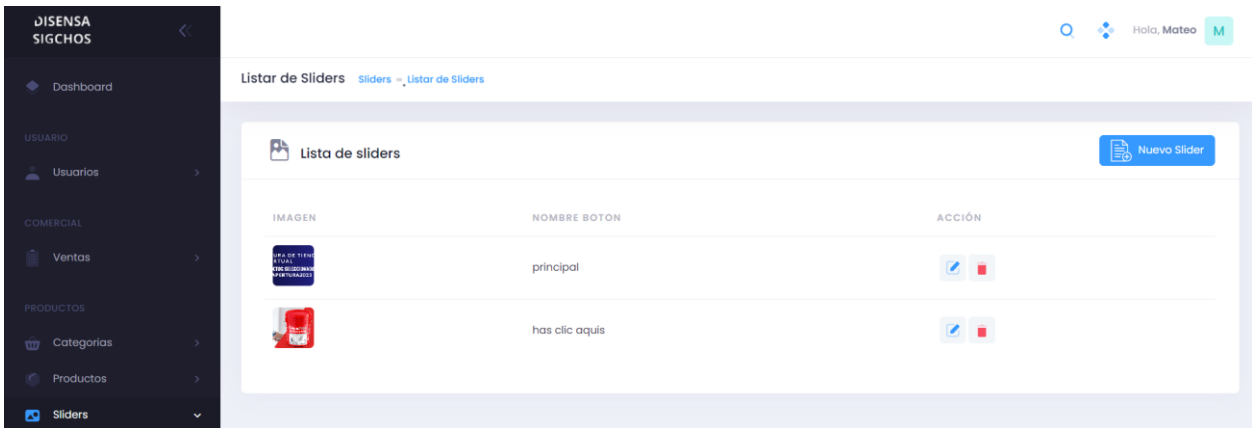 DISENSA
SIGCHOS
Hola, Mateo M
Dashboard
Listar de Sliders Sliders - Listar de Sliders
USUARIO
Lista de sliders
Nuevo Slider
Usuarios
COMERCIAL
IMAGEN NOMBRE BOTON ACCIÓN
Ventas
principal
PRODUCTOS
Categorias
has clic aquis
Productos
Sliders